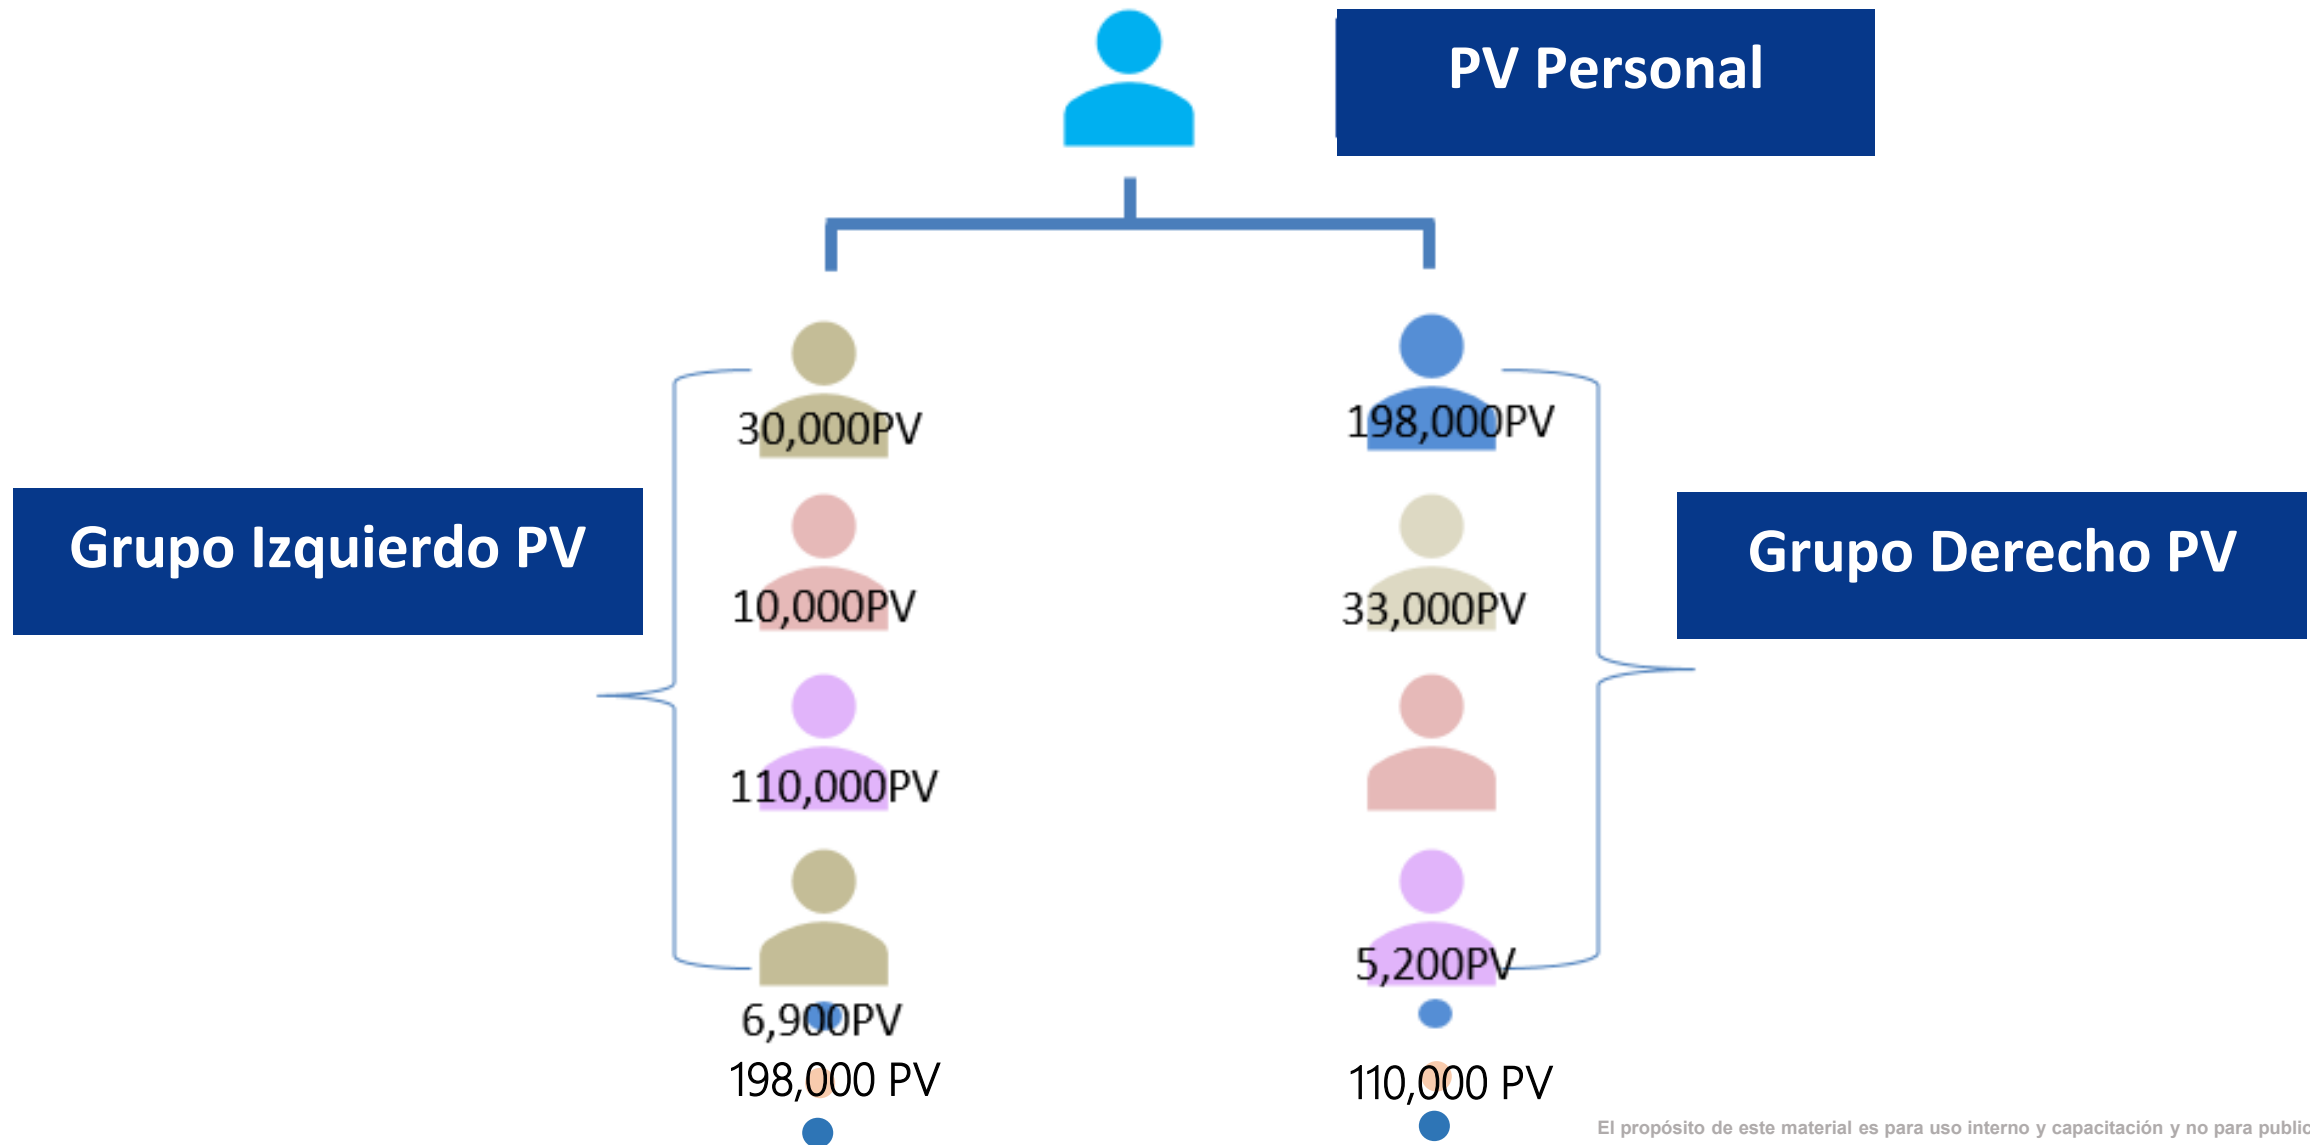 PV Personal
30,000PV
198,000PV
Grupo Izquierdo PV
Grupo Derecho PV
10,000PV
33,000PV
110,000PV
5,200PV
6,900PV
198,000 PV
110,000 PV
El propósito de este material es para uso interno y capacitación y no para public